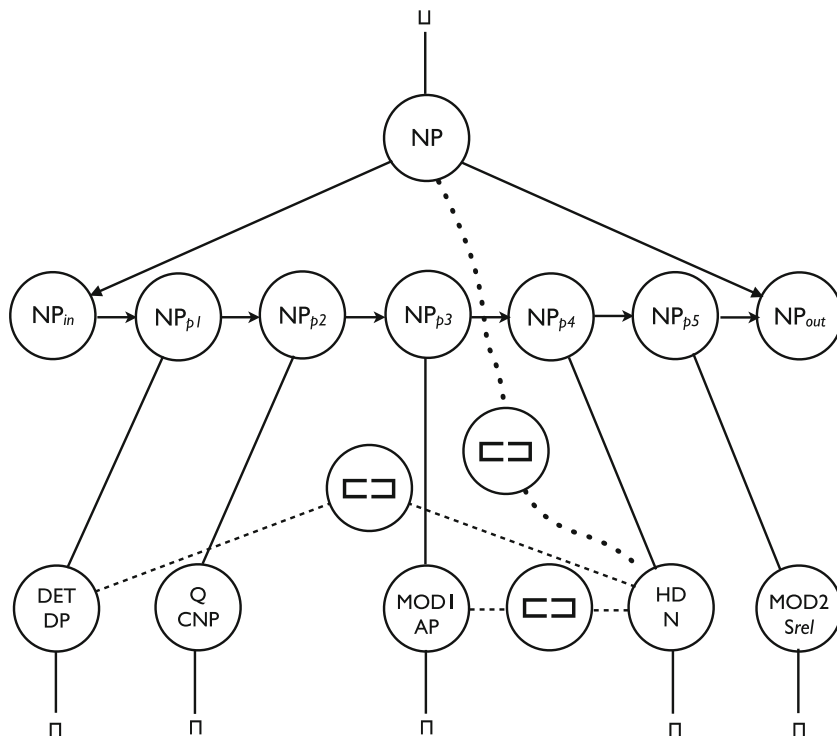 ⊔
NP
NPin
NPp1
NPp2
NPp3
NPp4
NPp5
NPout
⊏⊐
⊏⊐
DET
DP
Q
CNP
MOD1
AP
⊏⊐
HD
N
MOD2
Srel
⊓
⊓
⊓
⊓
⊓